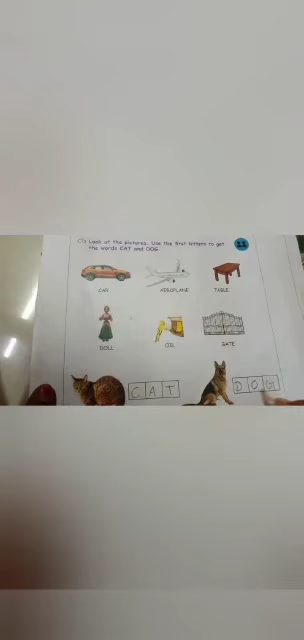 C) Look at the pictures. Use the first letters to get
the words CAT and DOG.
11
CAR AEROPLANE TABLE
DOLL OIL GATE
C A T D O G